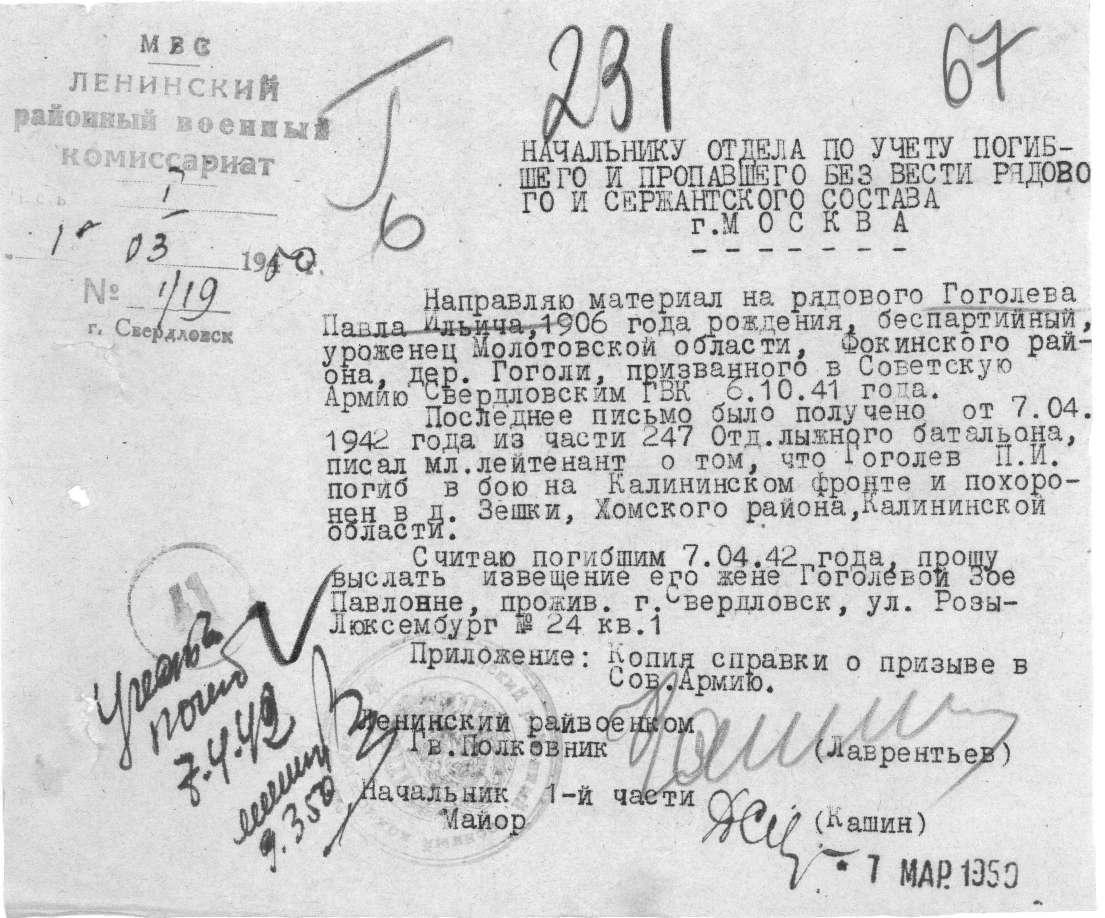 МВС
ЛЕНИНСКИЙ
районный военный
комиссариат
1
1 03 1950 г.
№ 1/19
г. Свердловск
231
67
Г
6
НАЧАЛЬНИКУ ОТДЕЛА ПО УЧЕТУ ПОГИБ-
ШЕГО И ПРОПАВШЕГО БЕЗ ВЕСТИ РЯДОВО
ГО И СЕРЖАНТСКОГО СОСТАВА
г.М О С К В А
- - - - - - - -
Направляю материал на рядового Гоголева
Павла Ильича,1906 года рождения, беспартийный,
уроженец Молотовской области, Фокинского рай-
она, дер. Гоголи, призванного в Советскую
Армию Свердловским ГВК 6.10.41 года.
Последнее письмо было получено от 7.04.
1942 года из части 247 Отд.лыжного батальона,
писал мл.лейтенант о том, что Гоголев П.И.
погиб в бою на Калининском фронте и похоро-
нен в д. Зешки, Хомского района,Калининской
области.
Считаю погибшим 7.04.42 года, прошу
выслать извещение его жене Гоголевой Зое
Павловне, прожив. г.Свердловск, ул. Розы-
Люксембург № 24 кв.1
Приложение: Копия справки о призыве в
Сов.Армию.
Ленинский райвоенком
Гв.Полковник (Лаврентьев)
Начальник 1-й части
Майор (Кашин)
7 МАР 1950
Учесть
погиб
7.4.42
9.350